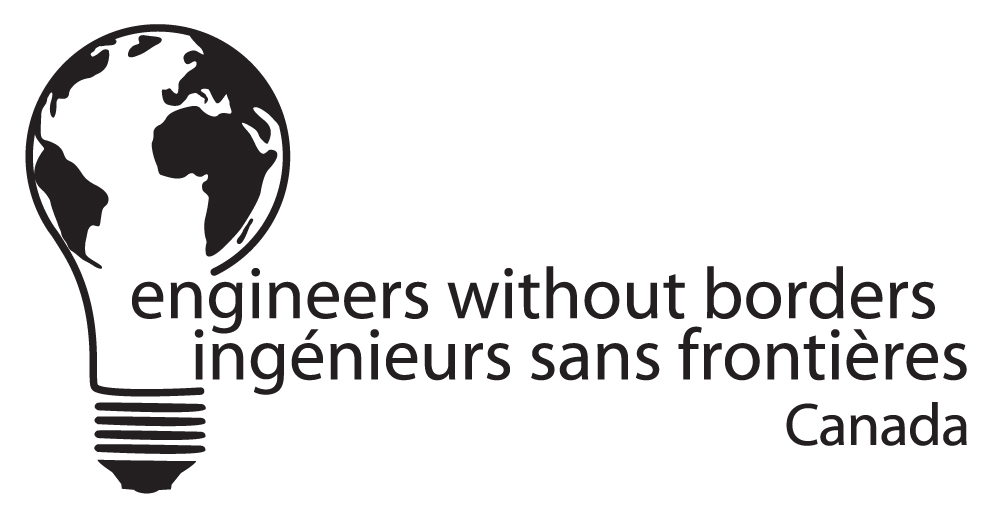 engineers without borders
ingénieurs sans frontières
Canada